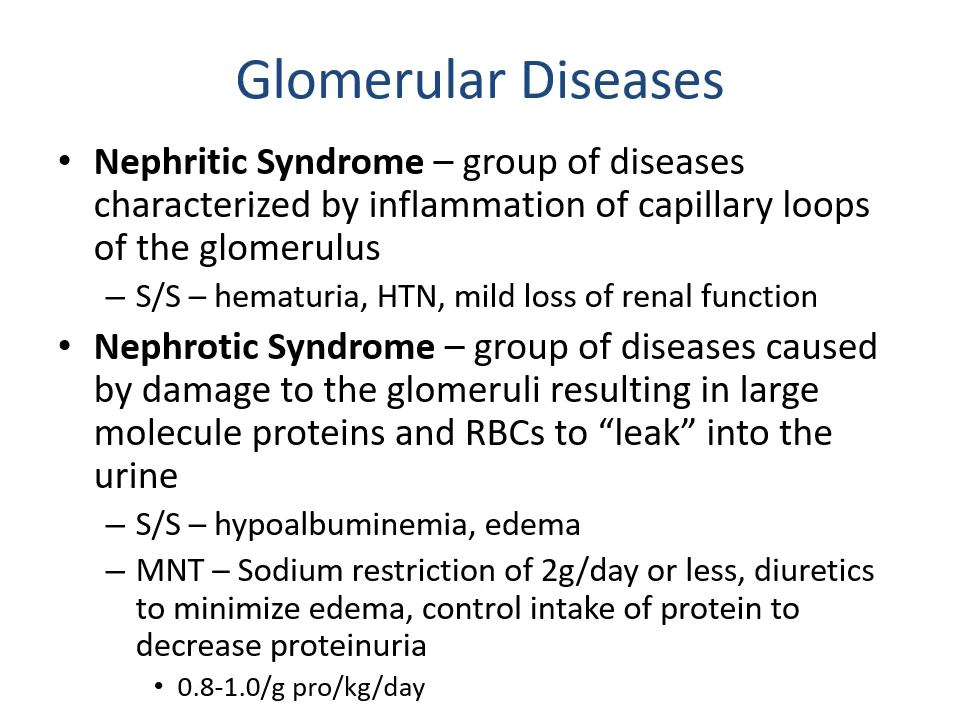 Glomerular Diseases
• Nephritic Syndrome – group of diseases
characterized by inflammation of capillary loops
of the glomerulus
– S/S – hematuria, HTN, mild loss of renal function
• Nephrotic Syndrome – group of diseases caused
by damage to the glomeruli resulting in large
molecule proteins and RBCs to “leak” into the
urine
– S/S – hypoalbuminemia, edema
– MNT – Sodium restriction of 2g/day or less, diuretics
to minimize edema, control intake of protein to
decrease proteinuria
• 0.8-1.0/g pro/kg/day